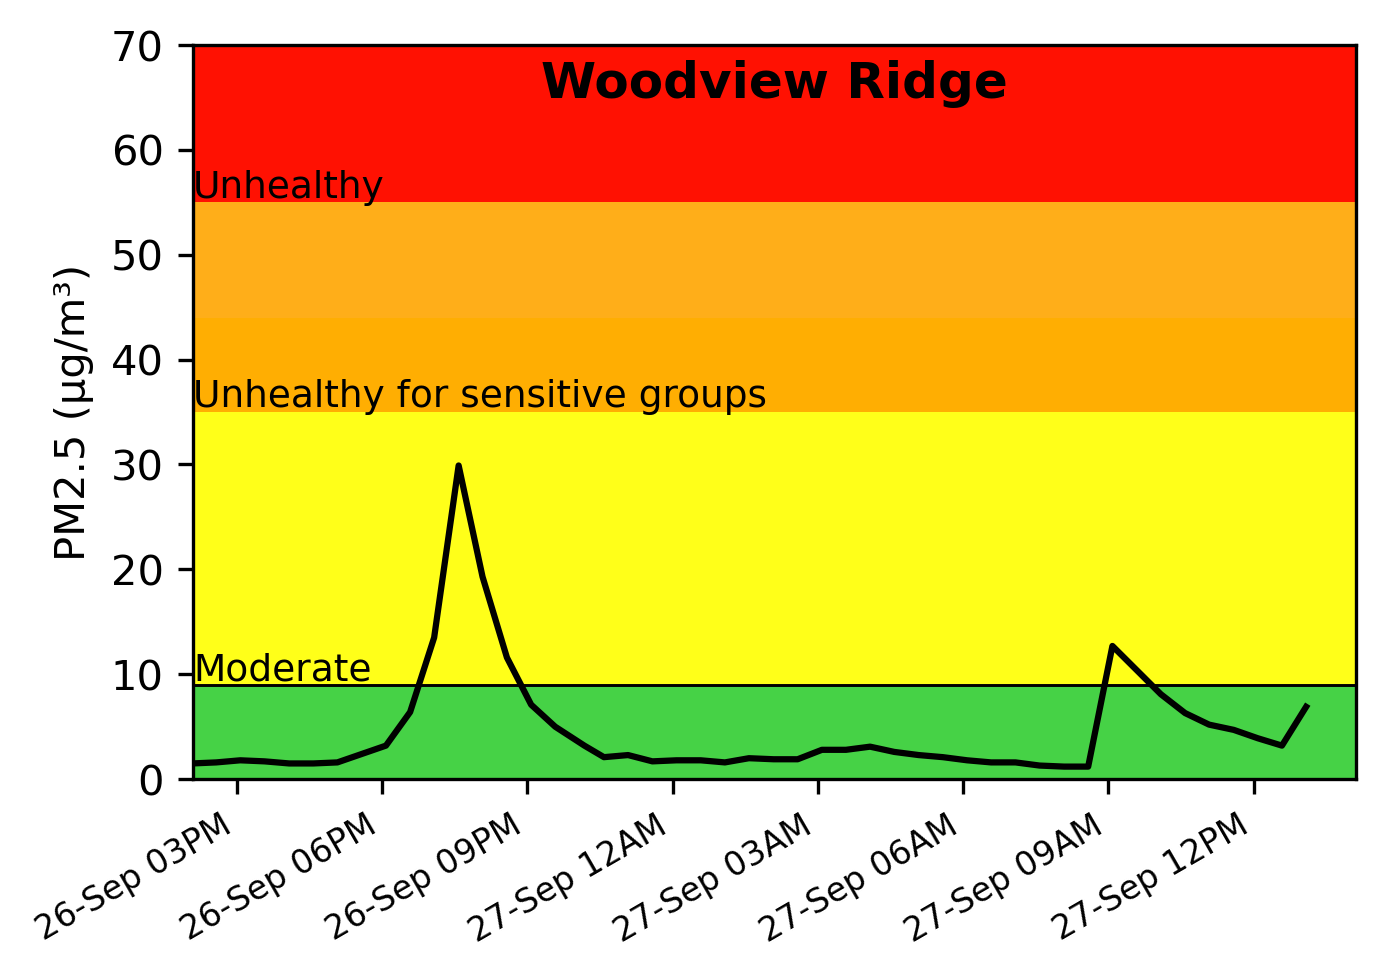 Woodview Ridge
70
60
50
40
30
20
10
0
PM2.5 (µg/m³)
Unhealthy
Unhealthy for sensitive groups
Moderate
26-Sep 03PM
26-Sep 06PM
26-Sep 09PM
27-Sep 12AM
27-Sep 03AM
27-Sep 06AM
27-Sep 09AM
27-Sep 12PM